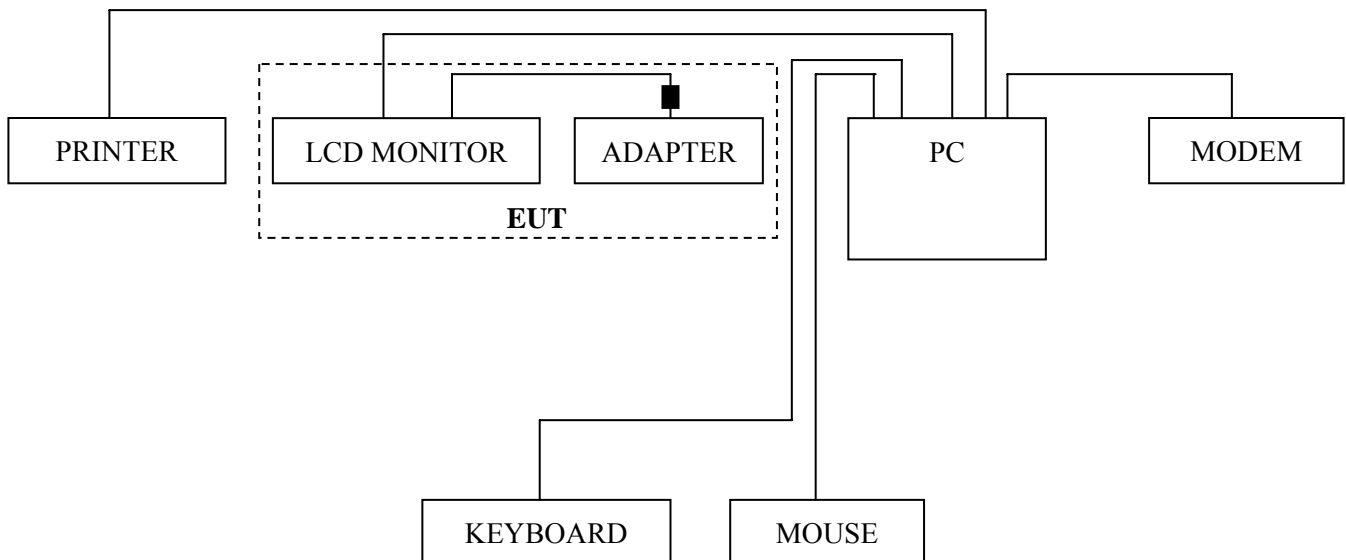 PRINTER
LCD MONITOR
ADAPTER
PC
MODEM
EUT
KEYBOARD
MOUSE